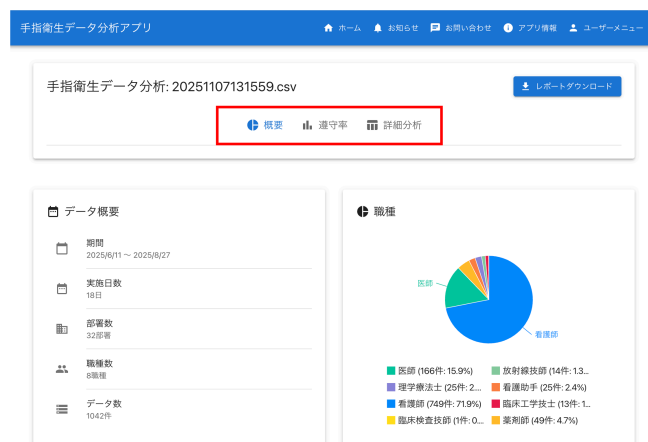 手指衛生データ分析アプリ
ホーム お知らせ お問い合わせ アプリ情報 ユーザーメニュー
手指衛生データ分析: 20251107131559.csv
レポートダウンロード
概要 遵守率 詳細分析
データ概要
期間
2025/6/11 ～ 2025/8/27
実施日数
18日
部署数
32部署
職種数
8職種
データ数
1042件
職種
医師
看護師
医師 (166件: 15.9%) 放射線技師 (14件: 1.3...
理学療法士 (25件: 2... 看護助手 (25件: 2.4%)
看護師 (749件: 71.9%) 臨床工学技士 (13件: 1...
臨床検査技師 (1件: 0... 薬剤師 (49件: 4.7%)